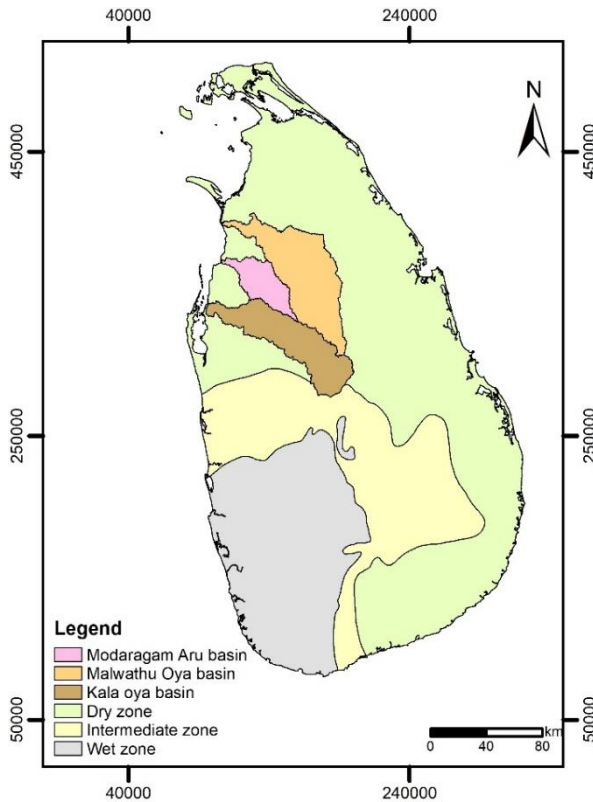 40000 240000
N
450000 450000
250000 250000
Legend
Modaragam Aru basin
Malwathu Oya basin
Kala oya basin
Dry zone
Intermediate zone
Wet zone
km
0 40 80
50000 50000
40000 240000